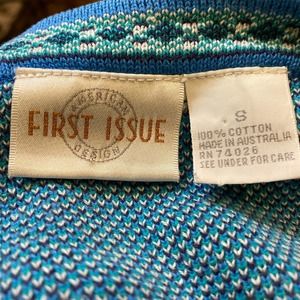 AMERICAN
FIRST ISSUE
DESIGN
S
100% COTTON
MADE IN AUSTRALIA
RN 74026
SEE UNDER FOR CARE